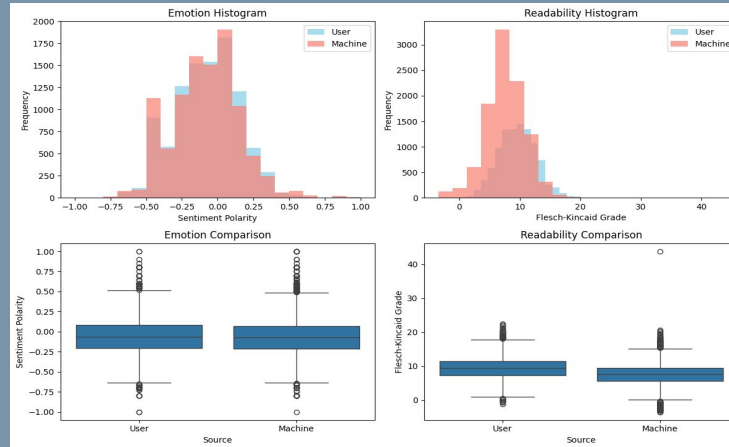 Emotion Histogram
2000
1750
1500
1250
1000
750
500
250
0
Frequency
User
Machine
−1.00 −0.75 −0.50 −0.25 0.00 0.25 0.50 0.75 1.00
Sentiment Polarity
Readability Histogram
3000
2500
2000
1500
1000
500
0
Frequency
User
Machine
0 10 20 30 40
Flesch-Kincaid Grade
Emotion Comparison
1.00
0.75
0.50
0.25
0.00
−0.25
−0.50
−0.75
−1.00
Sentiment Polarity
User Machine
Source
Readability Comparison
40
30
20
10
0
Flesch-Kincaid Grade
User Machine
Source